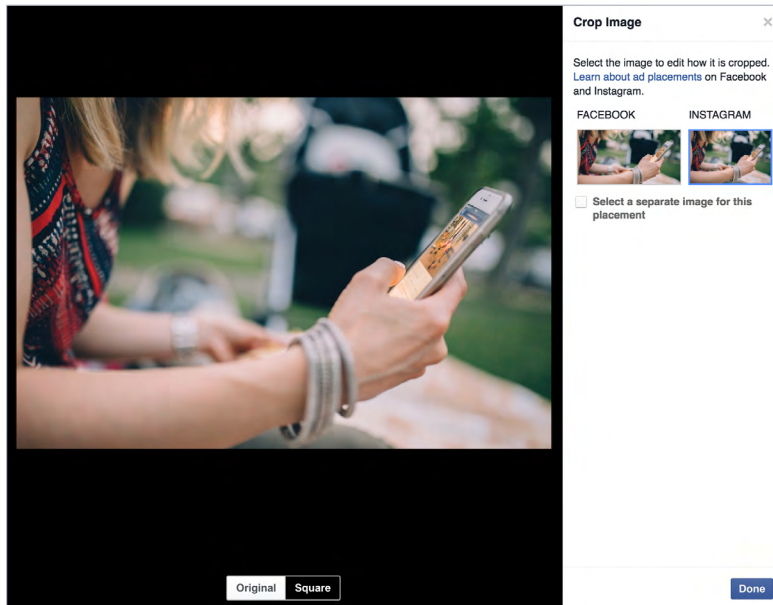 Crop Image
Select the image to edit how it is cropped.
Learn about ad placements on Facebook
and Instagram.
FACEBOOK INSTAGRAM
Select a separate image for this
placement
Original Square
Done